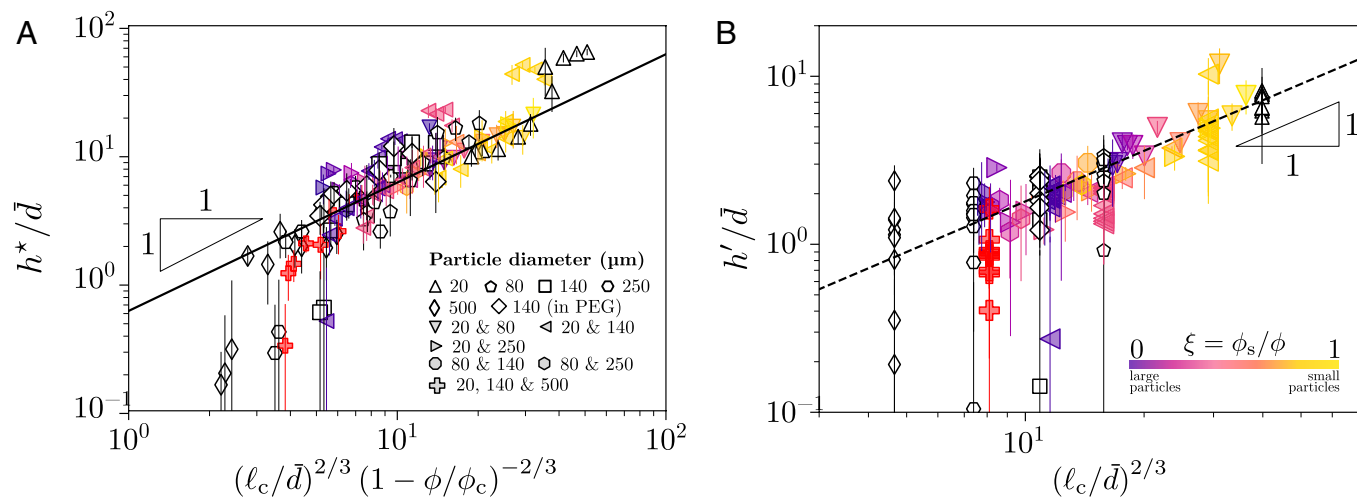 A
10²
10¹
10⁰
10⁻¹
h⋆/d̄
1
1
Particle diameter (µm)
20 80 140 250
500 140 (in PEG)
20 & 80 20 & 140
20 & 250
80 & 140 80 & 250
20, 140 & 500
10⁰ 10¹ 10²
(ℓc/d̄)^2/3 (1 − ϕ/ϕc)^−2/3
B
10¹
10⁰
10⁻¹
h′/d̄
1
1
0 ξ = ϕs/ϕ 1
large particles
small particles
10¹
(ℓc/d̄)^2/3